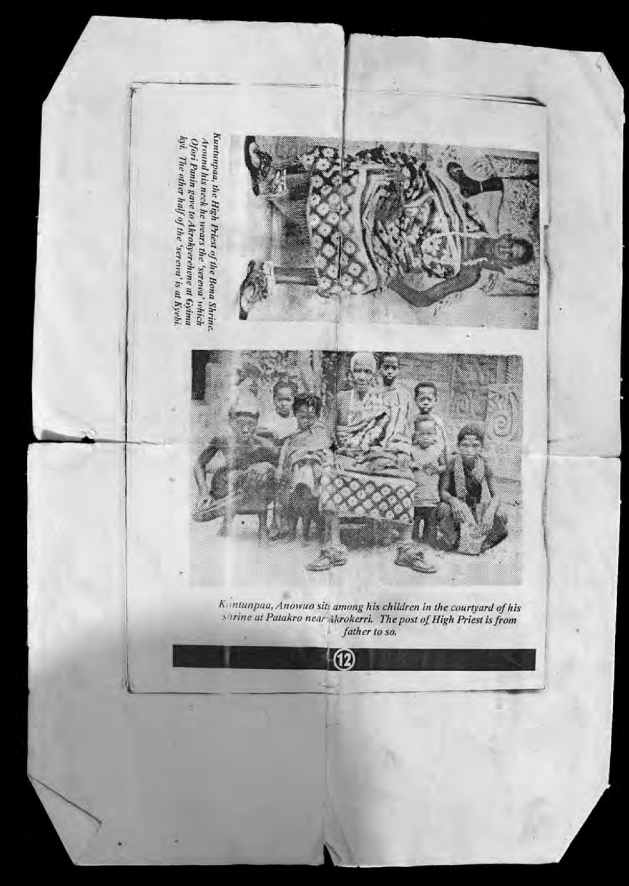 Kuntunpaa, the High Priest of the Bona Shrine.
Around his neck he wears the 'serewa' which
Ofori Panin gave to Akrokyerehene at Gyima
kyi. The other half of the 'serewa' is at Kyebi.
Kuntunpaa, Anowuo sits among his children in the courtyard of his
shrine at Patakro near Akrokerri. The post of High Priest is from
father to so.
12